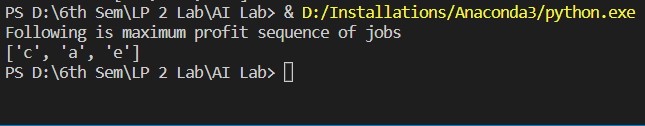 PS D:\6th Sem\LP 2 Lab\AI Lab> & D:/Installations/Anaconda3/python.exe
Following is maximum profit sequence of jobs
['c', 'a', 'e']
PS D:\6th Sem\LP 2 Lab\AI Lab>